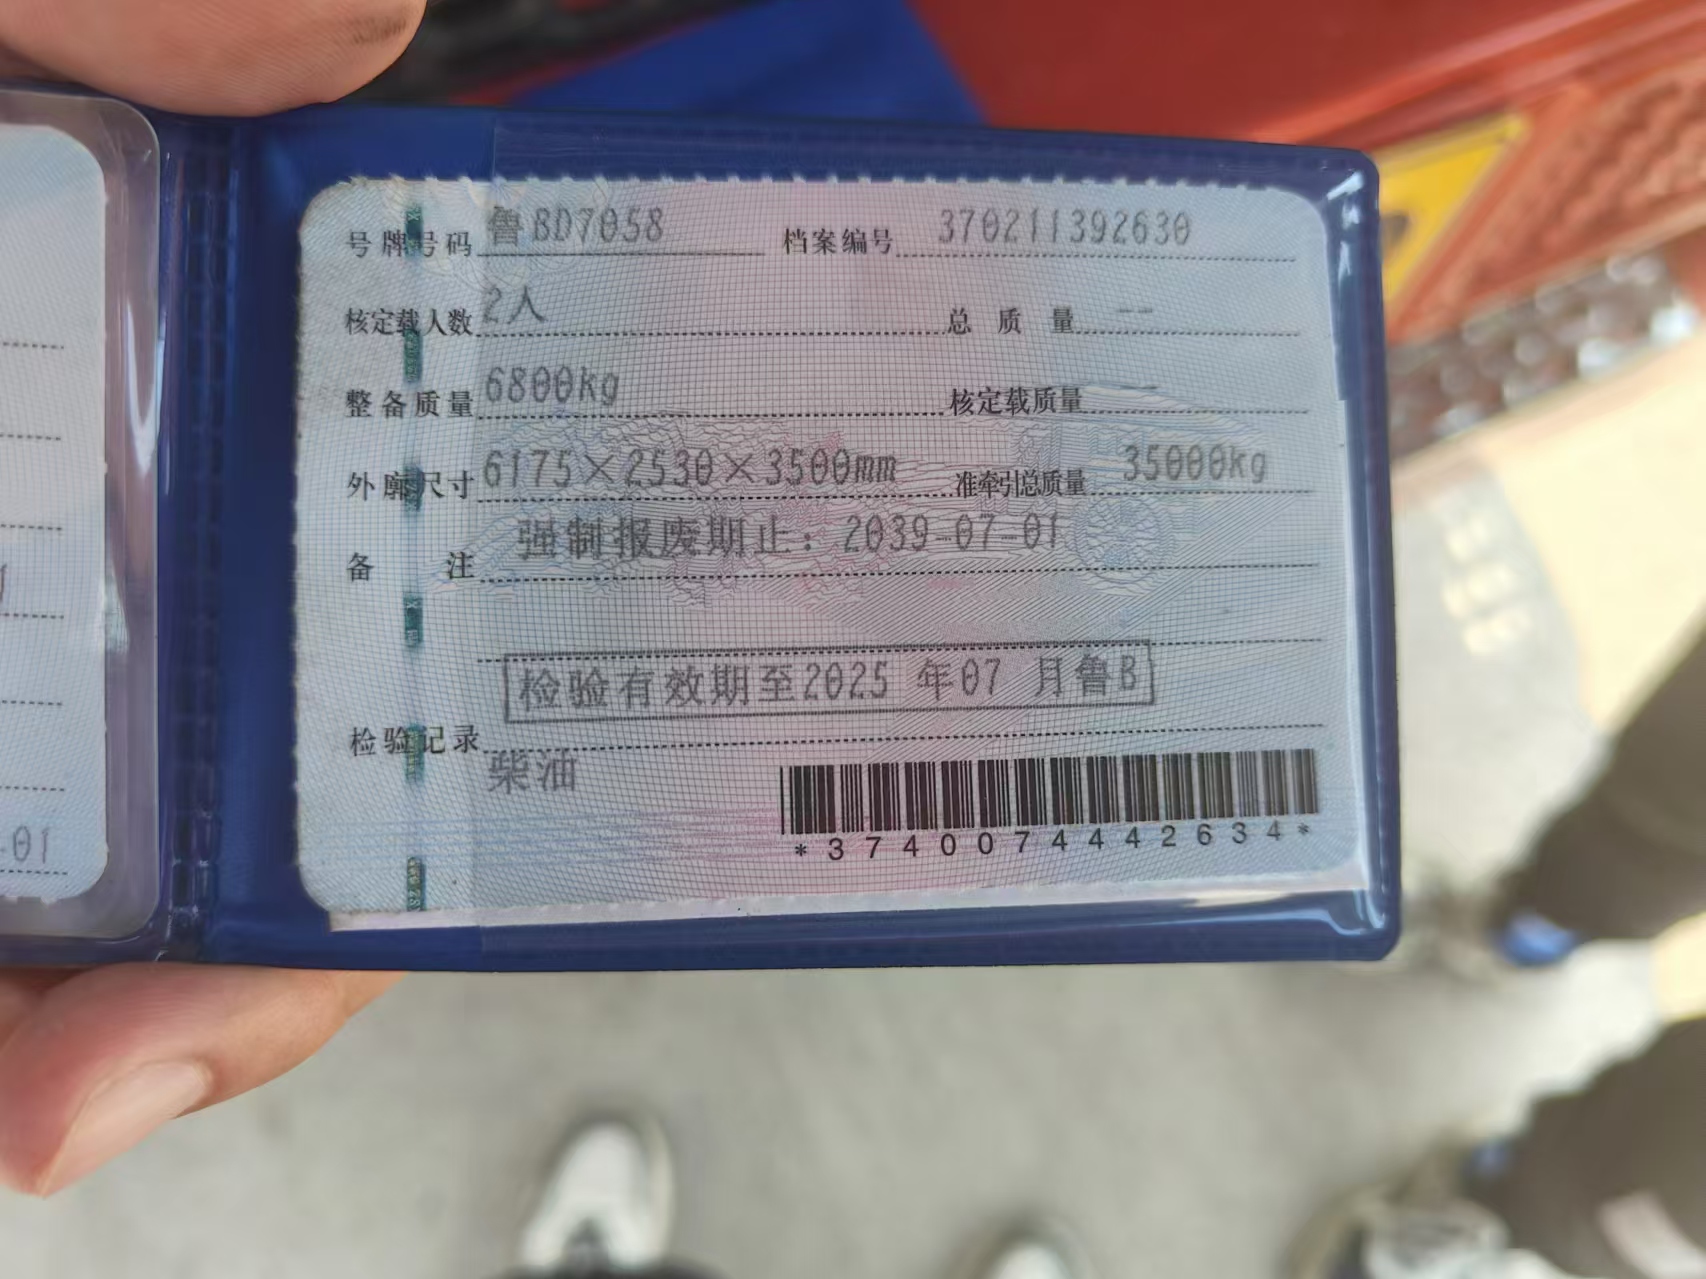 号牌号码 鲁BD7058 档案编号 370211392630
核定载人数 2人 总质量 --
整备质量 6800kg 核定载质量 --
外廓尺寸 6175×2530×3500mm 准牵引总质量 35000kg
备注 强制报废期止：2039-07-01
检验有效期至2025 年07 月鲁B
检验记录
柴油
*3740074442634*
-01